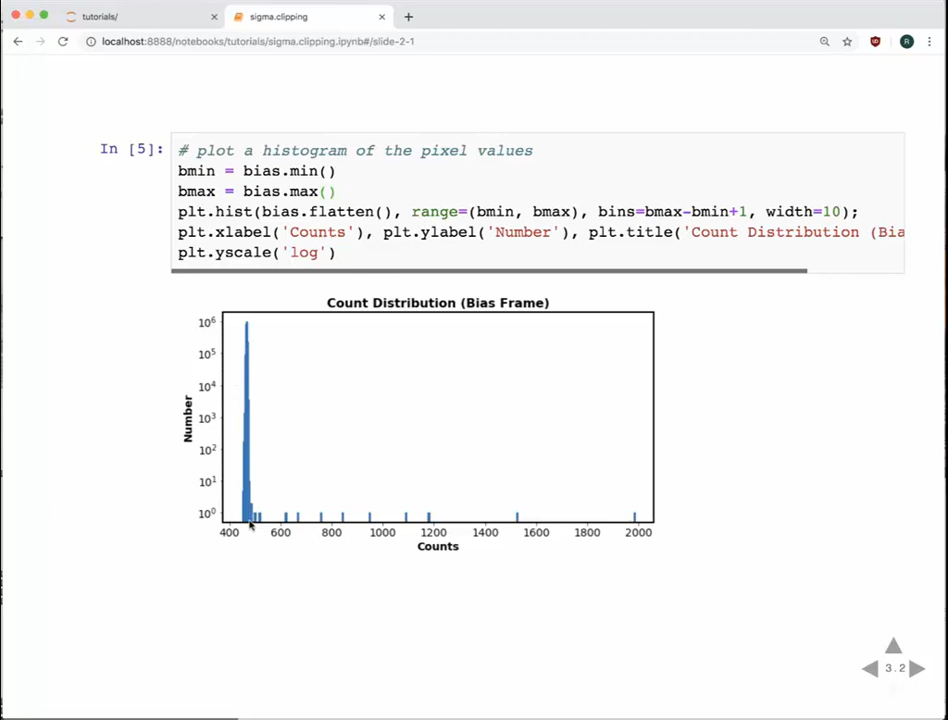 tutorials/
sigma.clipping
localhost:8888/notebooks/tutorials/sigma.clipping.ipynb#/slide-2-1
R
In [5]:
# plot a histogram of the pixel values
bmin = bias.min()
bmax = bias.max()
plt.hist(bias.flatten(), range=(bmin, bmax), bins=bmax-bmin+1, width=10);
plt.xlabel('Counts'), plt.ylabel('Number'), plt.title('Count Distribution (Bia
plt.yscale('log')
Count Distribution (Bias Frame)
10⁶
10⁵
10⁴
10³
10²
10¹
10⁰
Number
400 600 800 1000 1200 1400 1600 1800 2000
Counts
3.2